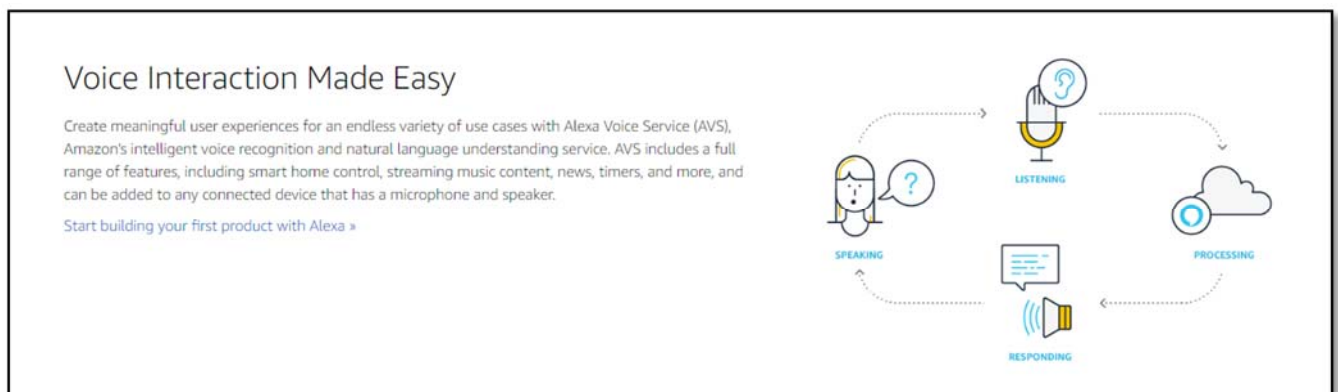 Voice Interaction Made Easy
Create meaningful user experiences for an endless variety of use cases with Alexa Voice Service (AVS),
Amazon's intelligent voice recognition and natural language understanding service. AVS includes a full
range of features, including smart home control, streaming music content, news, timers, and more, and
can be added to any connected device that has a microphone and speaker.
Start building your first product with Alexa »
?
LISTENING
SPEAKING
PROCESSING
RESPONDING